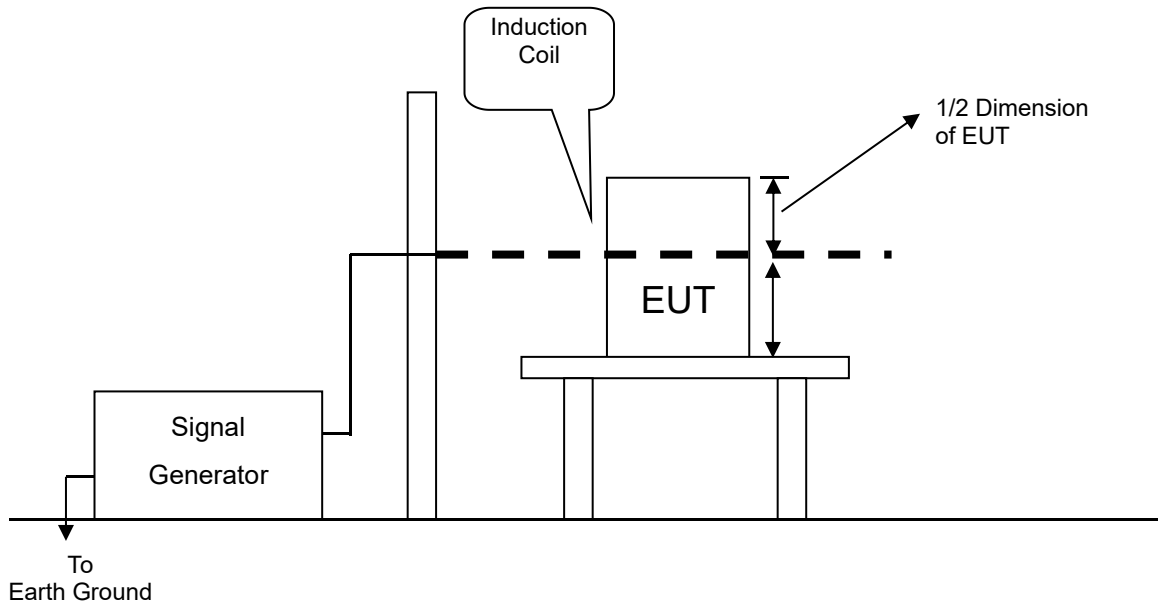 Induction
Coil
1/2 Dimension
of EUT
EUT
Signal
Generator
To
Earth Ground